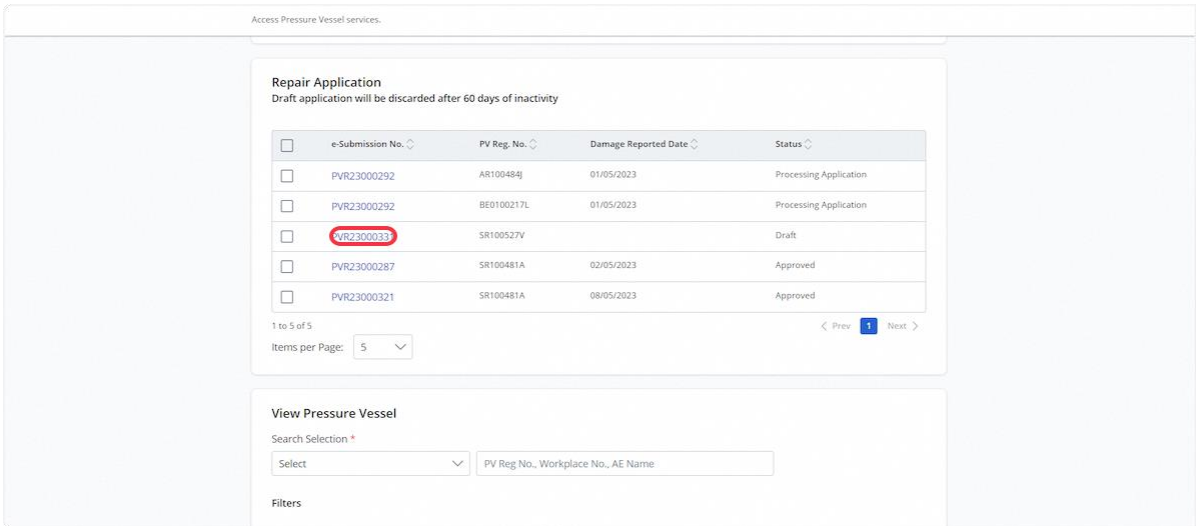 Access Pressure Vessel services.
Repair Application
Draft application will be discarded after 60 days of inactivity
e-Submission No. PV Reg. No. Damage Reported Date Status
PVR23000292 AR100484J 01/05/2023 Processing Application
PVR23000292 BE0100217L 01/05/2023 Processing Application
PVR23000331 SR100527V Draft
PVR23000287 SR100481A 02/05/2023 Approved
PVR23000321 SR100481A 08/05/2023 Approved
1 to 5 of 5 Prev 1 Next
Items per Page: 5
View Pressure Vessel
Search Selection *
Select PV Reg No., Workplace No., AE Name
Filters